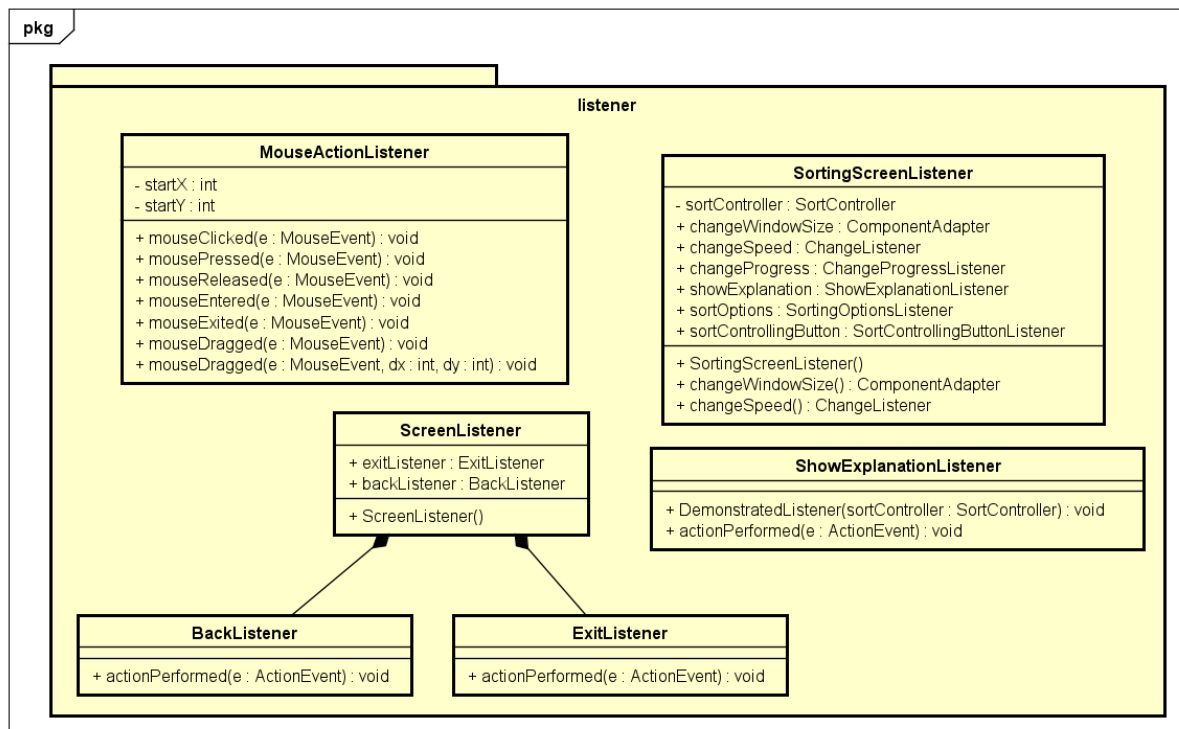 pkg
listener
MouseActionListener
- startX : int
- startY : int
+ mouseClicked(e : MouseEvent) : void
+ mousePressed(e : MouseEvent) : void
+ mouseReleased(e : MouseEvent) : void
+ mouseEntered(e : MouseEvent) : void
+ mouseExited(e : MouseEvent) : void
+ mouseDragged(e : MouseEvent) : void
+ mouseDragged(e : MouseEvent, dx : int, dy : int) : void
SortingScreenListener
- sortController : SortController
+ changeWindowSize : ComponentAdapter
+ changeSpeed : ChangeListener
+ changeProgress : ChangeProgressListener
+ showExplanation : ShowExplanationListener
+ sortOptions : SortingOptionsListener
+ sortControllingButton : SortControllingButtonListener
+ SortingScreenListener()
+ changeWindowSize() : ComponentAdapter
+ changeSpeed() : ChangeListener
ScreenListener
+ exitListener : ExitListener
+ backListener : BackListener
+ ScreenListener()
ShowExplanationListener
+ DemonstratedListener(sortController : SortController) : void
+ actionPerformed(e : ActionEvent) : void
BackListener
+ actionPerformed(e : ActionEvent) : void
ExitListener
+ actionPerformed(e : ActionEvent) : void